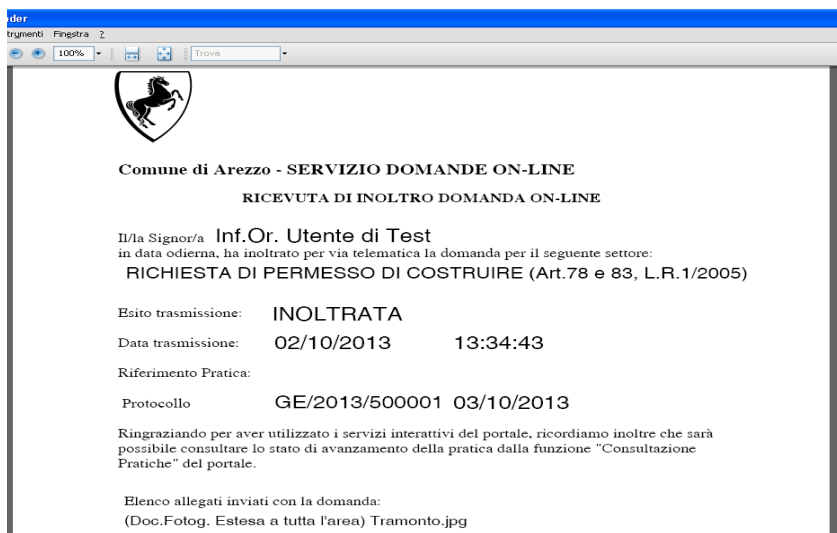 der
trumenti Finestra ?
100% Trova
Comune di Arezzo - SERVIZIO DOMANDE ON-LINE
RICEVUTA DI INOLTRO DOMANDA ON-LINE
Il/la Signor/a Inf.Or. Utente di Test
in data odierna, ha inoltrato per via telematica la domanda per il seguente settore:
RICHIESTA DI PERMESSO DI COSTRUIRE (Art.78 e 83, L.R.1/2005)
Esito trasmissione: INOLTRATA
Data trasmissione: 02/10/2013 13:34:43
Riferimento Pratica:
Protocollo GE/2013/500001 03/10/2013
Ringraziando per aver utilizzato i servizi interattivi del portale, ricordiamo inoltre che sarà
possibile consultare lo stato di avanzamento della pratica dalla funzione "Consultazione
Pratiche" del portale.
Elenco allegati inviati con la domanda:
(Doc.Fotog. Estesa a tutta l'area) Tramonto.jpg